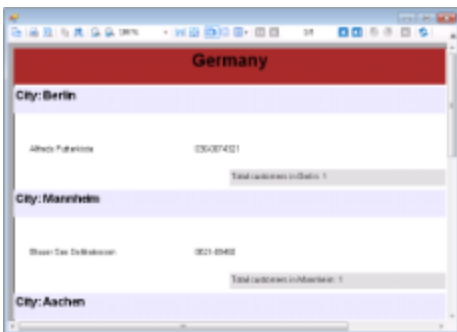 Germany
City: Berlin
Alfreds Futterkiste 030-0074321
Total customers in Berlin: 1
City: Mannheim
Blauer See Delikatessen 0621-08460
Total customers in Mannheim: 1
City: Aachen